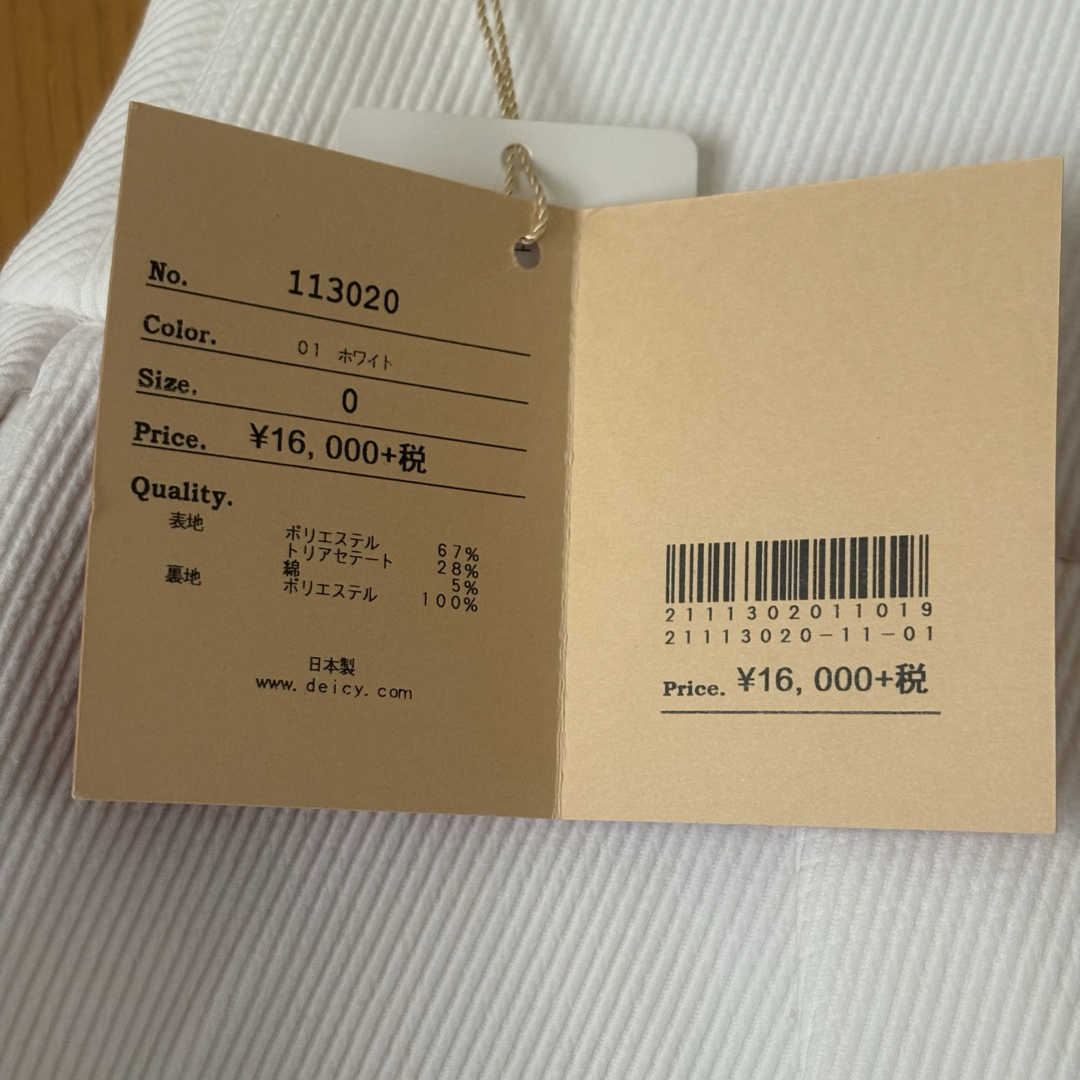 No. 113020
Color. 01 ホワイト
Size. 0
Price. ¥16,000+税
Quality.
表地 ポリエステル 67%
トリアセテート 28%
綿 5%
裏地 ポリエステル 100%
日本製
www.deicy.com
2111302011019
21113020-11-01
Price. ¥16,000+税